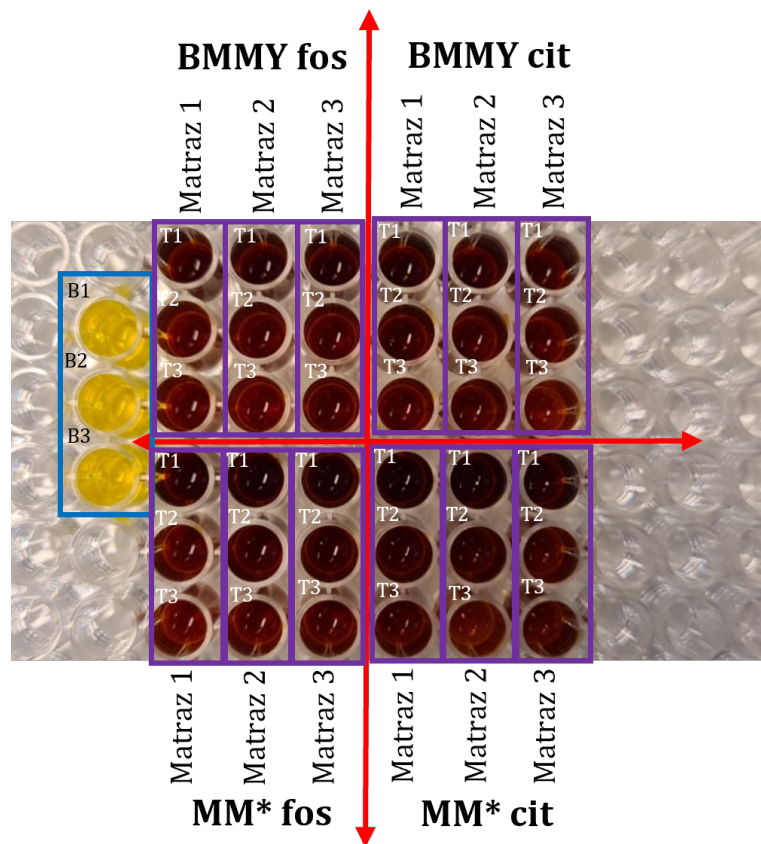 BMMY fos
BMMY cit
Matraz 1
Matraz 2
Matraz 3
Matraz 1
Matraz 2
Matraz 3
T1
T1
T1
T1
T1
T1
B1
T2
T2
T2
T2
T2
T2
B2
T3
T3
T3
T3
T3
T3
B3
T1
T1
T1
T1
T1
T1
T2
T2
T2
T2
T2
T2
T3
T3
T3
T3
T3
T3
Matraz 1
Matraz 2
Matraz 3
Matraz 1
Matraz 2
Matraz 3
MM* fos
MM* cit